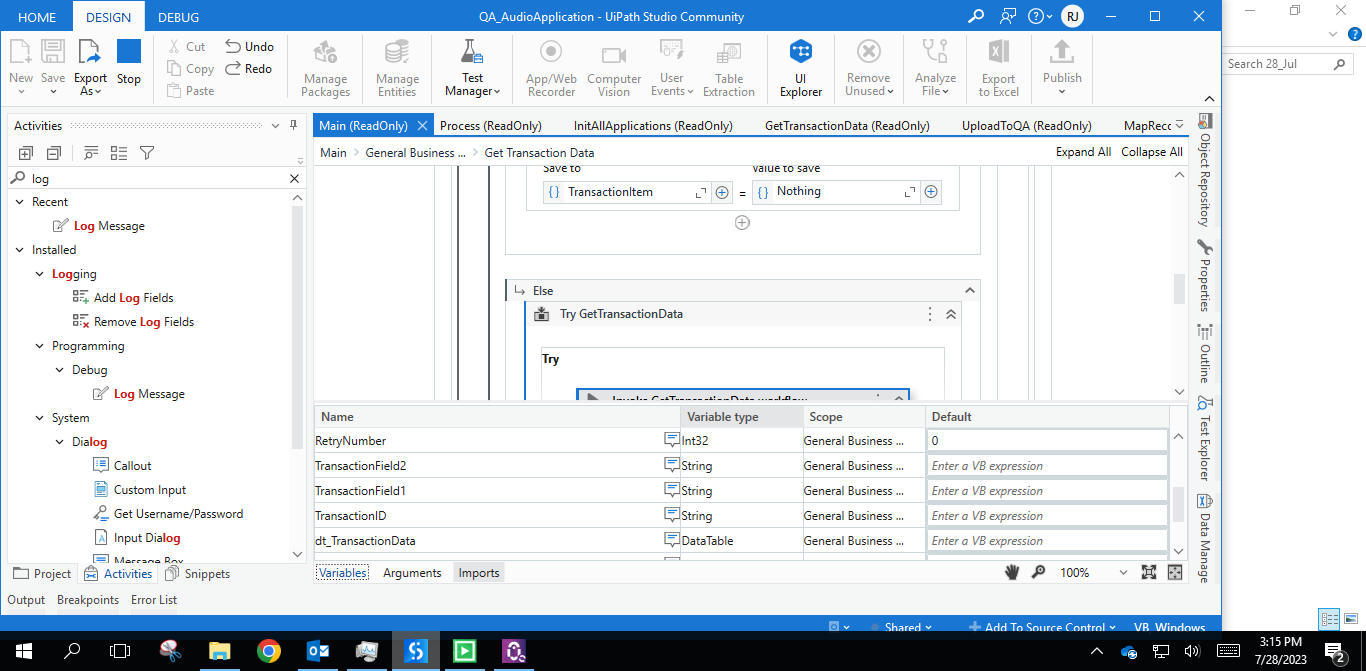 HOME DESIGN DEBUG QA_AudioApplication - UiPath Studio Community RJ
New Save Export As Stop Cut Copy Paste Undo Redo
Manage Packages
Manage Entities
Test Manager
App/Web Recorder
Computer Vision
User Events
Table Extraction
UI Explorer
Remove Unused
Analyze File
Export to Excel
Publish
Search 28_Jul
Activities
log
Recent
Log Message
Installed
Logging
Add Log Fields
Remove Log Fields
Programming
Debug
Log Message
System
Dialog
Callout
Custom Input
Get Username/Password
Input Dialog
Message Box
Project Activities Snippets
Output Breakpoints Error List
Main (ReadOnly) Process (ReadOnly) InitAllApplications (ReadOnly) GetTransactionData (ReadOnly) UploadToQA (ReadOnly) MapRecc
Main > General Business ... > Get Transaction Data Expand All Collapse All
Save to Value to save
{} TransactionItem = {} Nothing
Else
Try GetTransactionData
Try
Invoke GetTransactionData workflow
Name Variable type Scope Default
RetryNumber Int32 General Business ... 0
TransactionField2 String General Business ... Enter a VB expression
TransactionField1 String General Business ... Enter a VB expression
TransactionID String General Business ... Enter a VB expression
dt_TransactionData DataTable General Business ... Enter a VB expression
Variables Arguments Imports 100%
Object Repository
Properties
Outline
Test Explorer
Data Manage
Shared Add To Source Control VB Windows
3:15 PM
7/28/2023
2